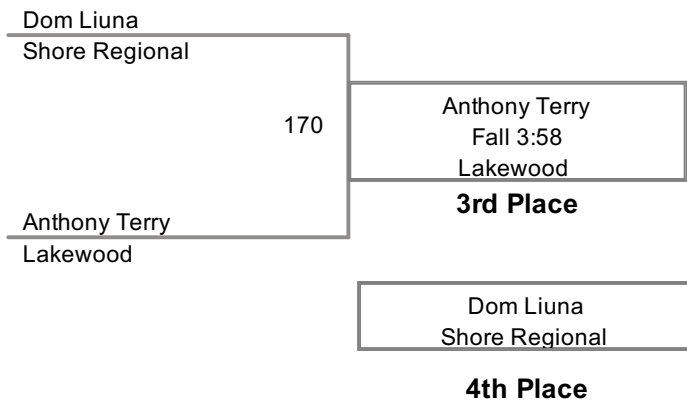 Dom Liuna
Shore Regional
170
Anthony Terry
Fall 3:58
Lakewood
3rd Place
Anthony Terry
Lakewood
Dom Liuna
Shore Regional
4th Place